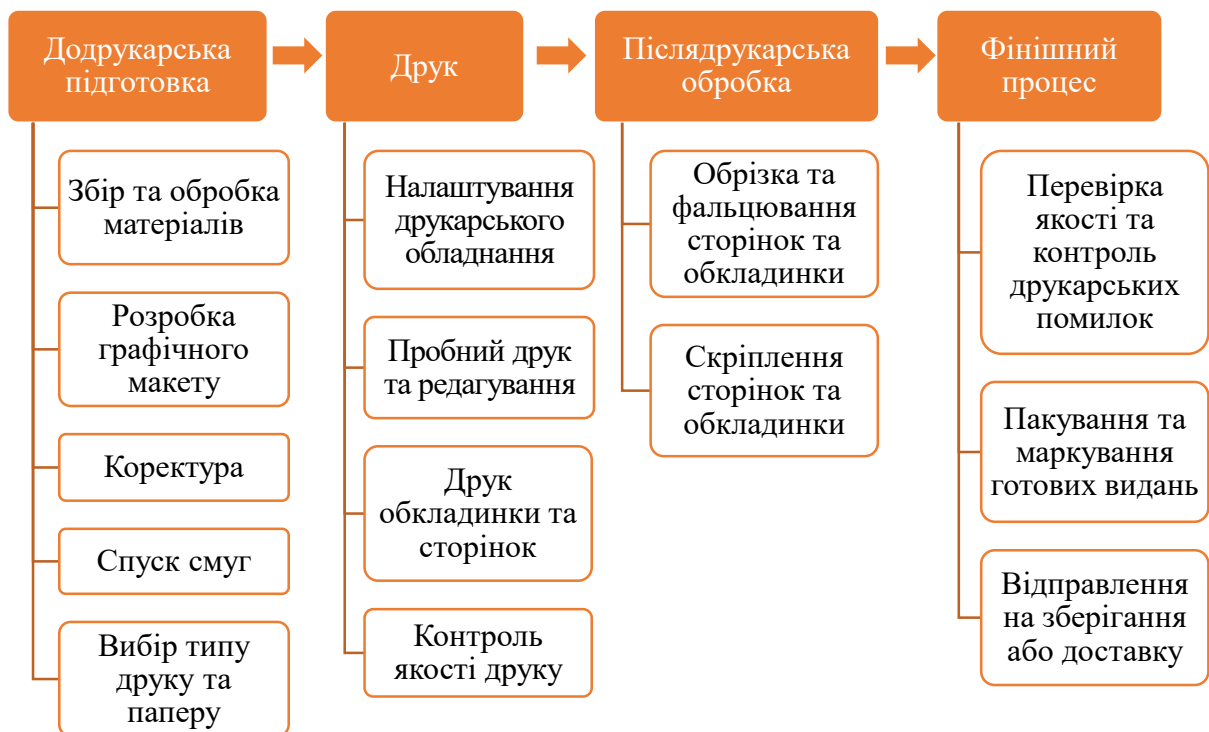 Додрукарська
підготовка
Збір та обробка
матеріалів
Розробка
графічного
макету
Коректура
Спуск смуг
Вибір типу
друку та
паперу
Друк
Налаштування
друкарського
обладнання
Пробний друк
та редагування
Друк
обкладинки та
сторінок
Контроль
якості друку
Післядрукарська
обробка
Обрізка та
фальцювання
сторінок та
обкладинки
Скріплення
сторінок та
обкладинки
Фінішний
процес
Перевірка
якості та
контроль
друкарських
помилок
Пакування та
маркування
готових видань
Відправлення
на зберігання
або доставку